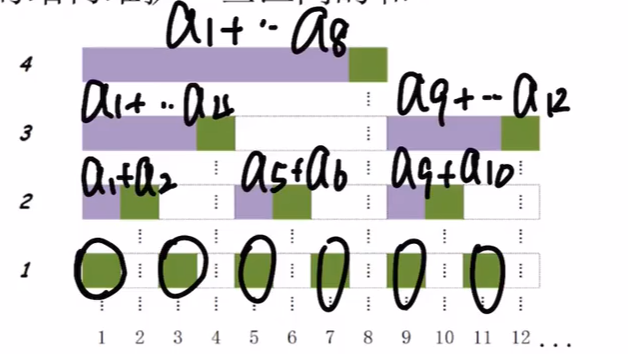 4 a1+··a8
3 a1+··a4 a9+··a12
2 a1+a2 a5+a6 a9+a10
1
1 2 3 4 5 6 7 8 9 10 11 12 ...